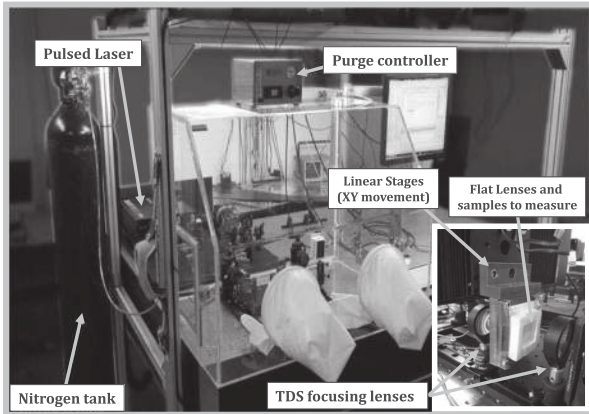 Pulsed Laser
Purge controller
Linear Stages
(XY movement)
Flat Lenses and
samples to measure
Nitrogen tank
TDS focusing lenses